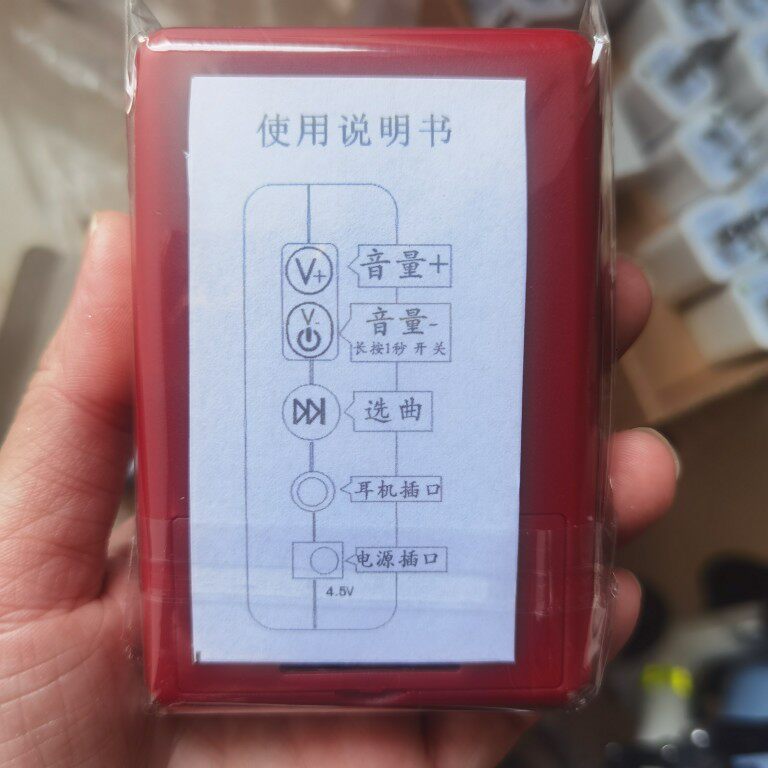 使用说明书
V+
音量+
V-
音量-
长按1秒 开 关
选曲
耳机插口
电源插口
4.5V